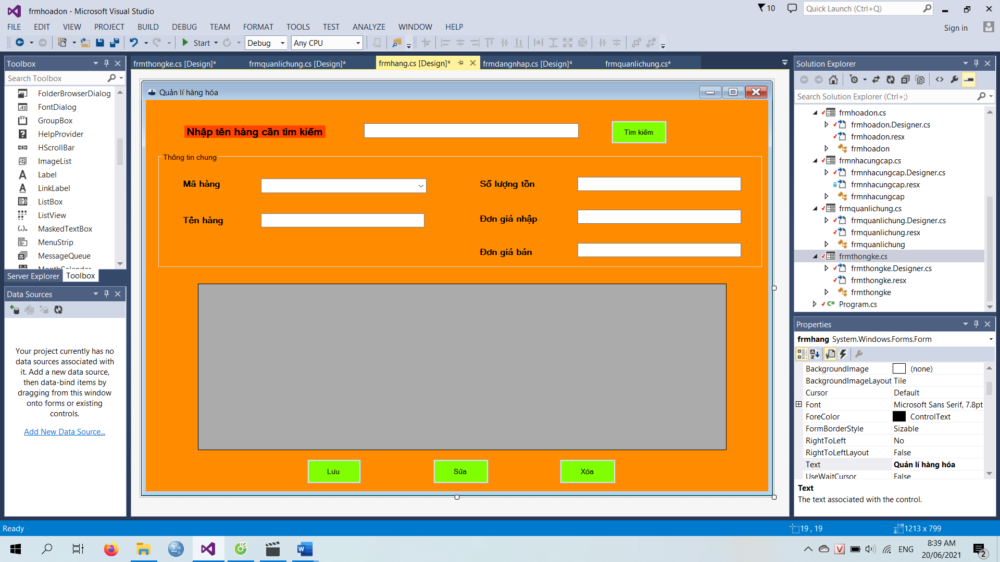 frmhoadon - Microsoft Visual Studio
10
Quick Launch (Ctrl+Q)
FILE EDIT VIEW PROJECT BUILD DEBUG TEAM FORMAT TOOLS TEST ANALYZE WINDOW HELP
Sign in
Start
Debug
Any CPU
Toolbox
Search Toolbox
FolderBrowserDialog
FontDialog
GroupBox
HelpProvider
HScrollBar
ImageList
Label
LinkLabel
ListBox
ListView
MaskedTextBox
MenuStrip
MessageQueue
MonthCalendar
Server Explorer Toolbox
Data Sources
Your project currently has no
data sources associated with
it. Add a new data source,
then data-bind items by
dragging from this window
onto forms or existing
controls.
Add New Data Source...
frmthongke.cs [Design]* frmquanlichung.cs [Design]* frmhang.cs [Design]* frmdangnhap.cs [Design]* frmquanlichung.cs*
Quản lí hàng hóa
Nhập tên hàng cần tìm kiếm
Tìm kiếm
Thông tin chung
Mã hàng
Số lượng tồn
Tên hàng
Đơn giá nhập
Đơn giá bán
Lưu
Sửa
Xóa
Solution Explorer
Search Solution Explorer (Ctrl+;)
frmhoadon.cs
frmhoadon.Designer.cs
frmhoadon.resx
frmhoadon
frmnhacungcap.cs
frmnhacungcap.Designer.cs
frmnhacungcap.resx
frmnhacungcap
frmquanlichung.cs
frmquanlichung.Designer.cs
frmquanlichung.resx
frmquanlichung
frmthongke.cs
frmthongke.Designer.cs
frmthongke.resx
frmthongke
C# Program.cs
Properties
frmhang System.Windows.Forms.Form
BackgroundImage (none)
BackgroundImageLayout Tile
Cursor Default
Font Microsoft Sans Serif, 7.8pt
ForeColor ControlText
FormBorderStyle Sizable
RightToLeft No
RightToLeftLayout False
Text Quản lí hàng hóa
UseWaitCursor False
Text
The text associated with the control.
Ready
19 , 19
1213 x 799
ENG
8:39 AM
20/06/2021
2